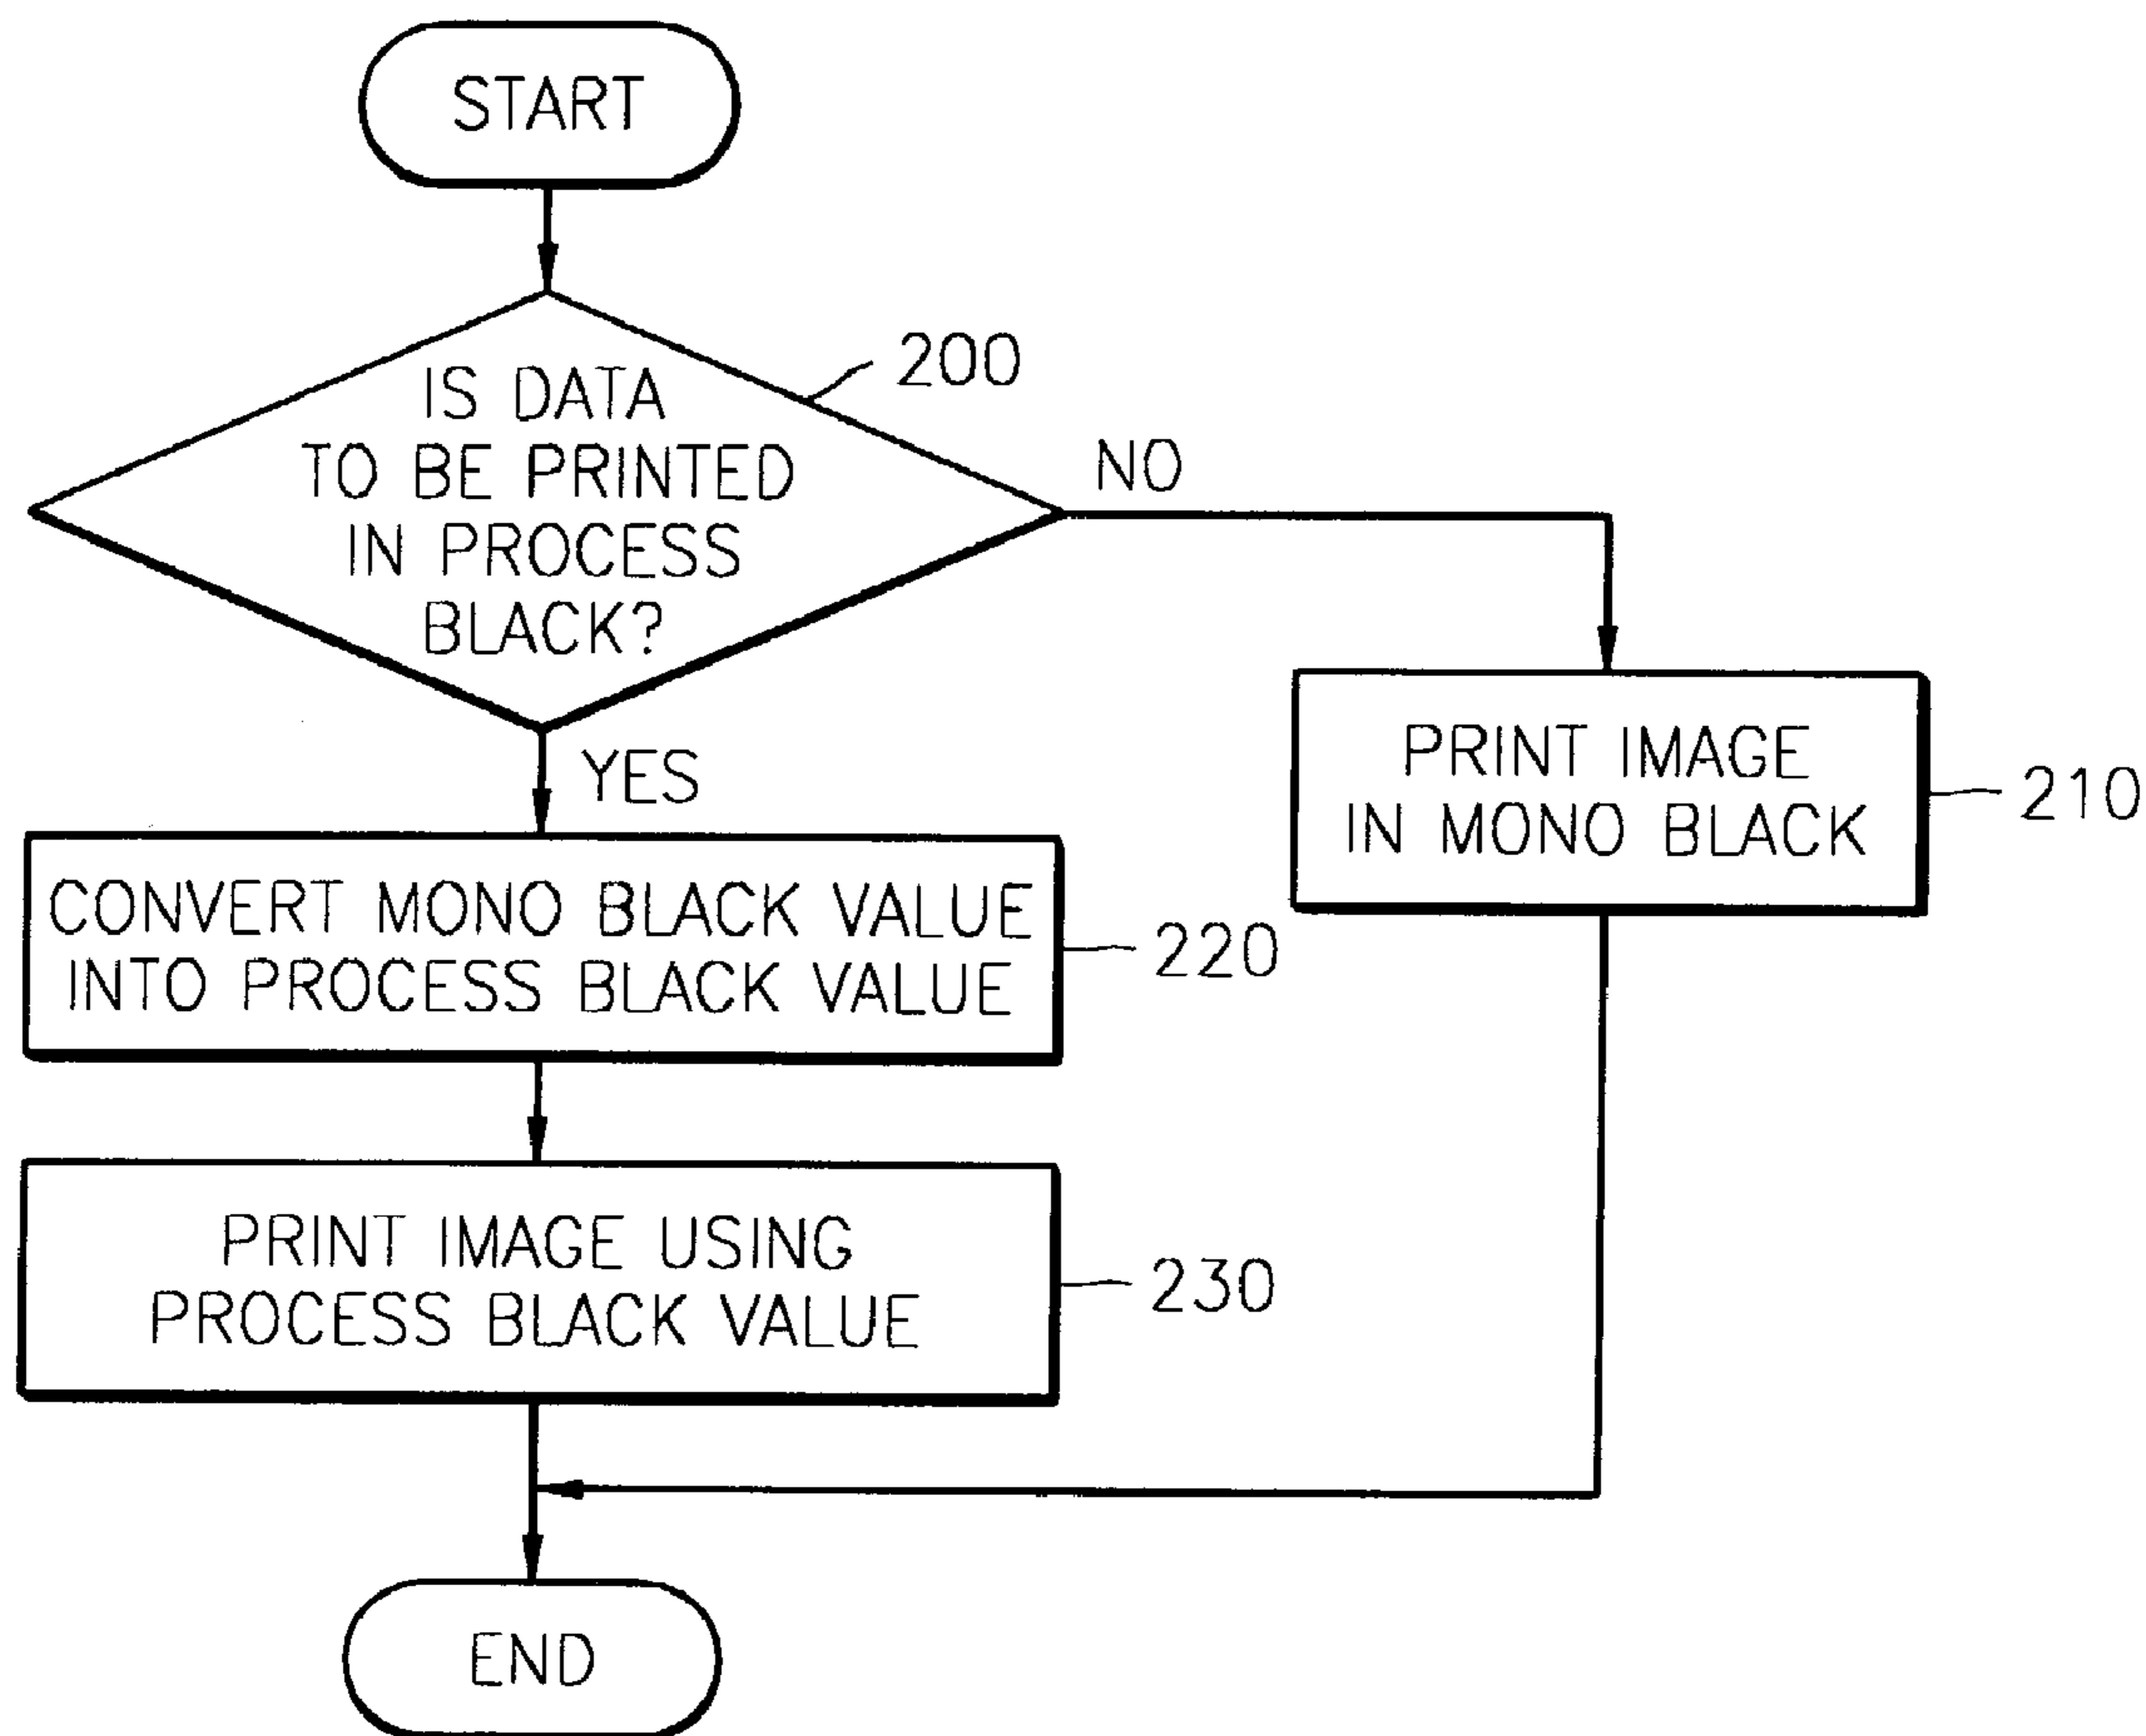 START
200
IS DATA
TO BE PRINTED
IN PROCESS
BLACK?
NO
YES
PRINT IMAGE
IN MONO BLACK
210
CONVERT MONO BLACK VALUE
INTO PROCESS BLACK VALUE
220
PRINT IMAGE USING
PROCESS BLACK VALUE
230
END